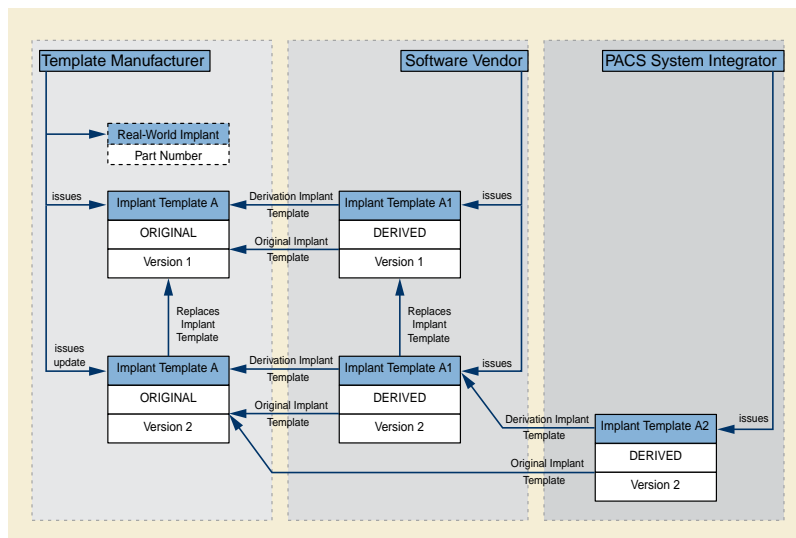 Template Manufacturer
Software Vendor
PACS System Integrator
Real-World Implant
Part Number
issues
Implant Template A
ORIGINAL
Version 1
Derivation Implant
Template
Original Implant
Template
Implant Template A1
DERIVED
Version 1
issues
Replaces
Implant
Template
Replaces
Implant
Template
issues
update
Implant Template A
ORIGINAL
Version 2
Derivation Implant
Template
Original Implant
Template
Implant Template A1
DERIVED
Version 2
issues
Derivation Implant
Template
Original Implant
Template
Implant Template A2
DERIVED
Version 2
issues